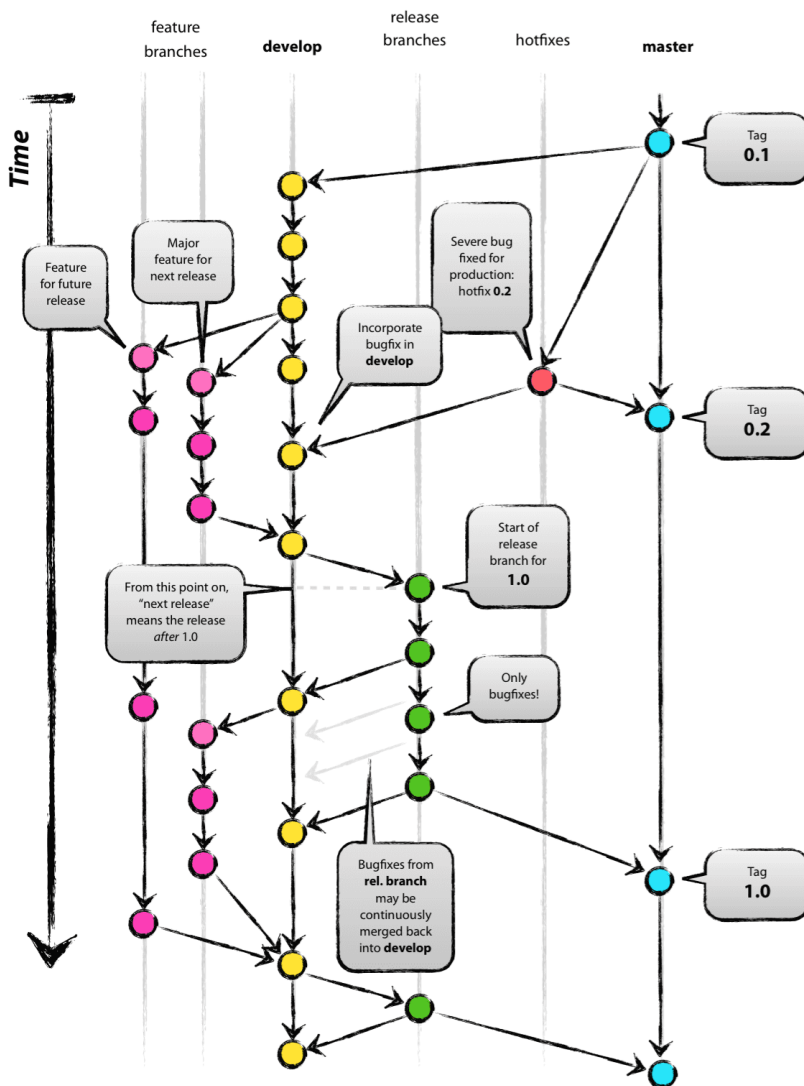 feature
branches
develop
release
branches
hotfixes
master
Time
Tag
0.1
Major
feature for
next release
Feature
for future
release
Severe bug
fixed for
production:
hotfix 0.2
Incorporate
bugfix in
develop
Tag
0.2
Start of
release
branch for
1.0
From this point on,
“next release”
means the release
after 1.0
Only
bugfixes!
Bugfixes from
rel. branch
may be
continuously
merged back
into develop
Tag
1.0